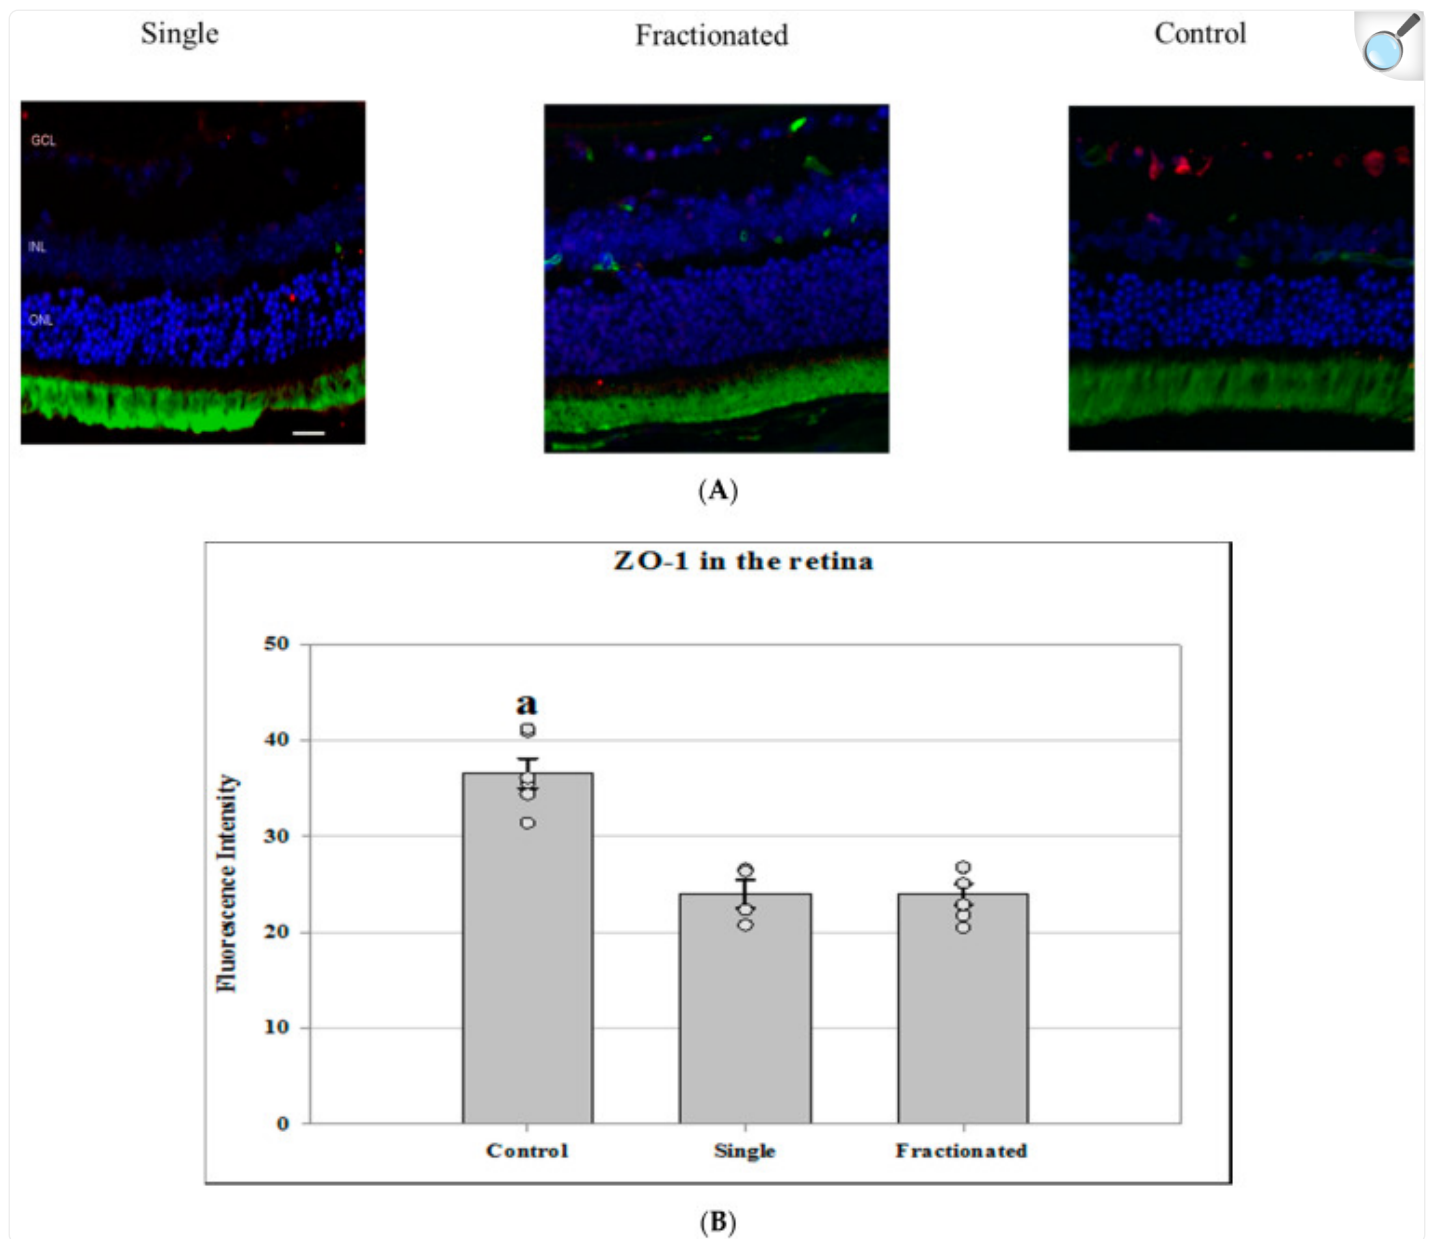 Single Fractionated Control
GCL
INL
ONL
(A)
ZO-1 in the retina
50
40
30
20
10
0
Fluorescence Intensity
a
Control Single Fractionated
(B)